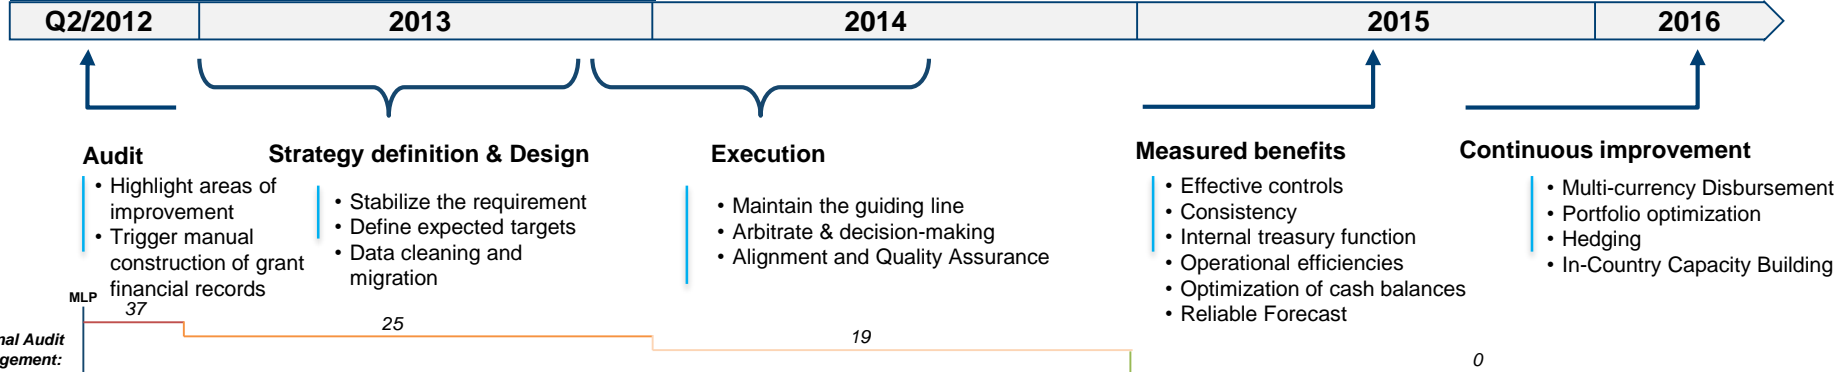 Q2/2012 2013 2014 2015 2016
Audit
• Highlight areas of
improvement
• Trigger manual
construction of grant
financial records
Strategy definition & Design
• Stabilize the requirement
• Define expected targets
• Data cleaning and
migration
Execution
• Maintain the guiding line
• Arbitrate & decision-making
• Alignment and Quality Assurance
Measured benefits
• Effective controls
• Consistency
• Internal treasury function
• Operational efficiencies
• Optimization of cash balances
• Reliable Forecast
Continuous improvement
• Multi-currency Disbursement
• Portfolio optimization
• Hedging
• In-Country Capacity Building
MLP
37
25
19
0
Audit